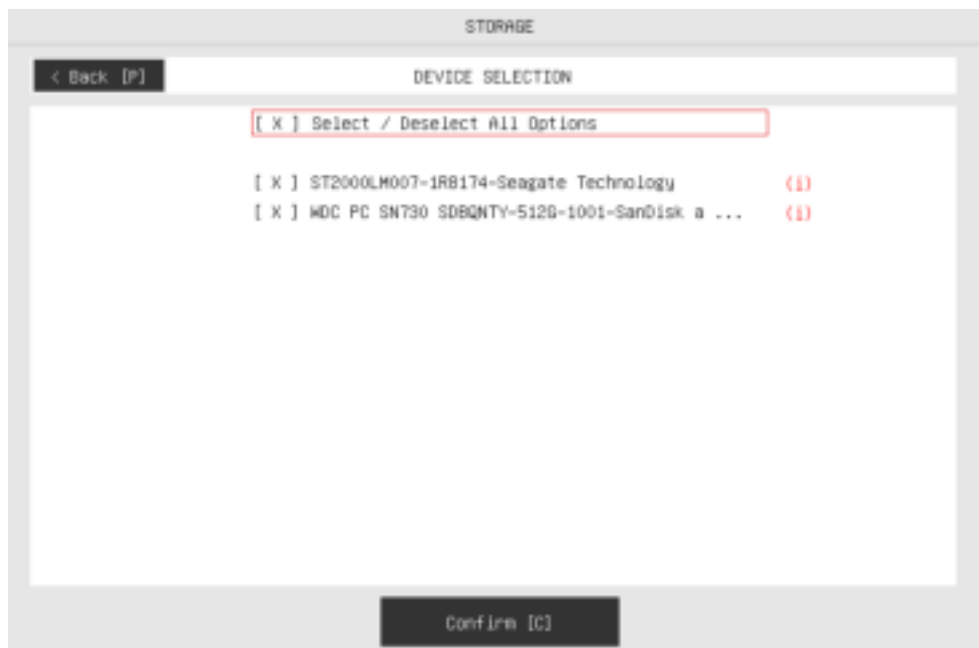 STORAGE
< Back [P]
DEVICE SELECTION
[ X ] Select / Deselect All Options
[ X ] ST2000LM007-1R8174-Seagate Technology (i)
[ X ] WDC PC SN730 SDBQNTY-512G-1001-SanDisk a ... (i)
Confirm [C]